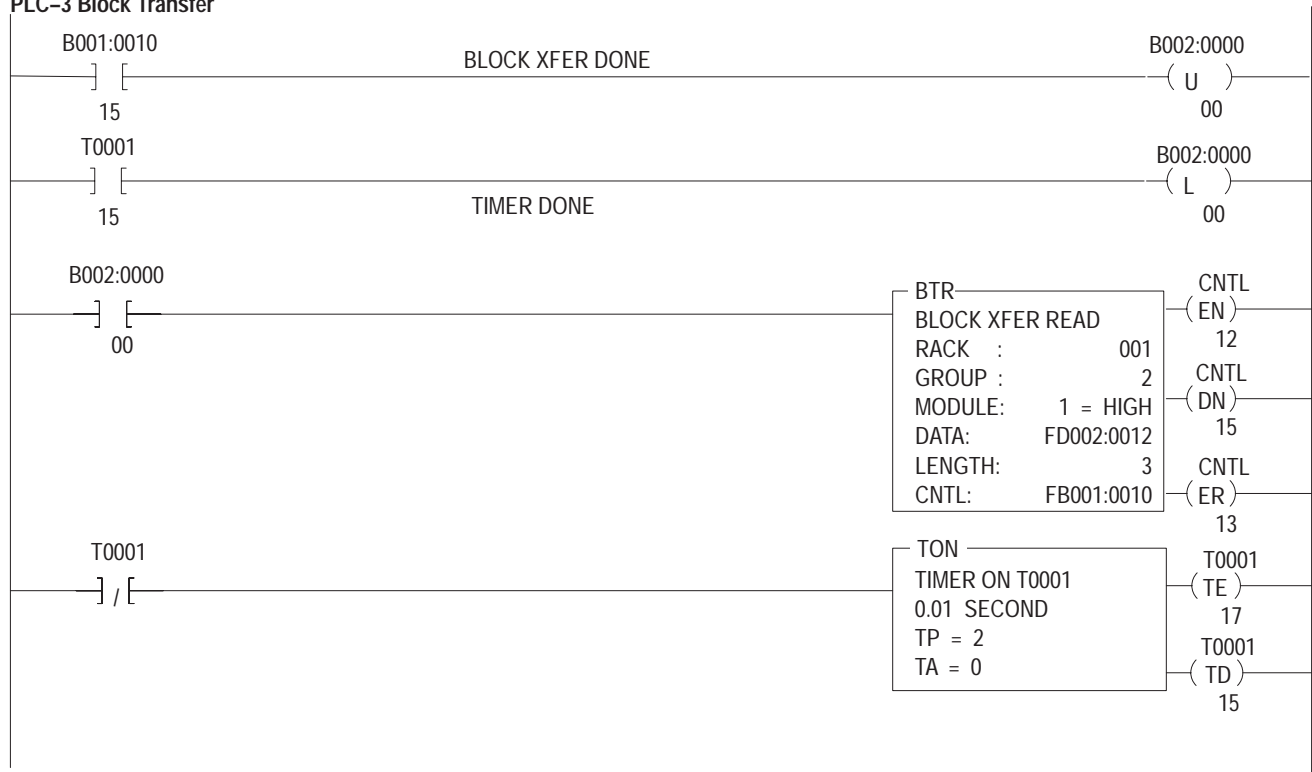 PLC–3 Block Transfer
B001:0010
BLOCK XFER DONE
B002:0000
U
15
00
T0001
B002:0000
L
15
TIMER DONE
00
B002:0000
00
BTR
BLOCK XFER READ
RACK : 001
GROUP : 2
MODULE: 1 = HIGH
DATA: FD002:0012
LENGTH: 3
CNTL: FB001:0010
CNTL
EN
12
CNTL
DN
15
CNTL
ER
13
T0001
/
TON
TIMER ON T0001
0.01 SECOND
TP = 2
TA = 0
T0001
TE
17
T0001
TD
15